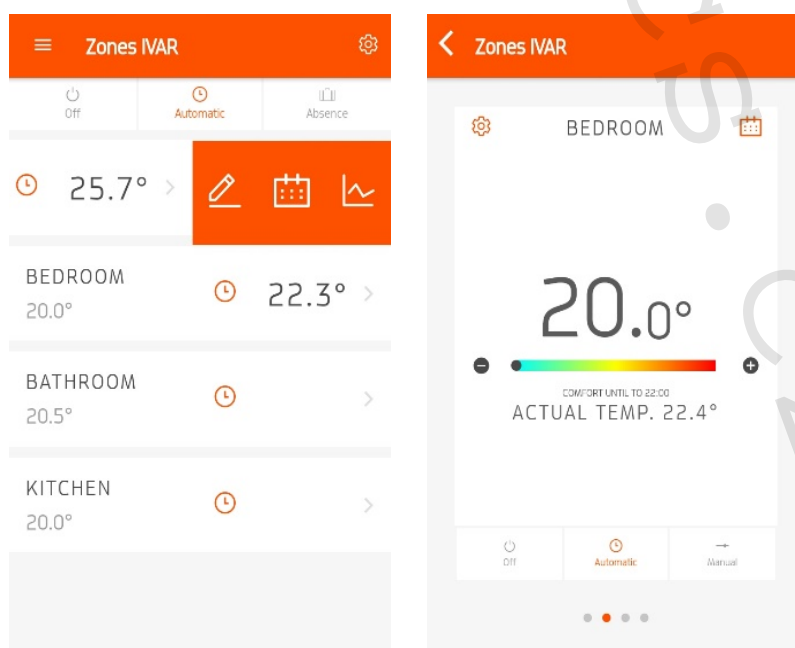 Zones IVAR
Off
Automatic
Absence
25.7°
BEDROOM
22.3°
20.0°
BATHROOM
20.5°
KITCHEN
20.0°
Zones IVAR
BEDROOM
20.0°
COMFORT UNTIL TO 22:00
ACTUAL TEMP. 22.4°
Off
Automatic
Manual